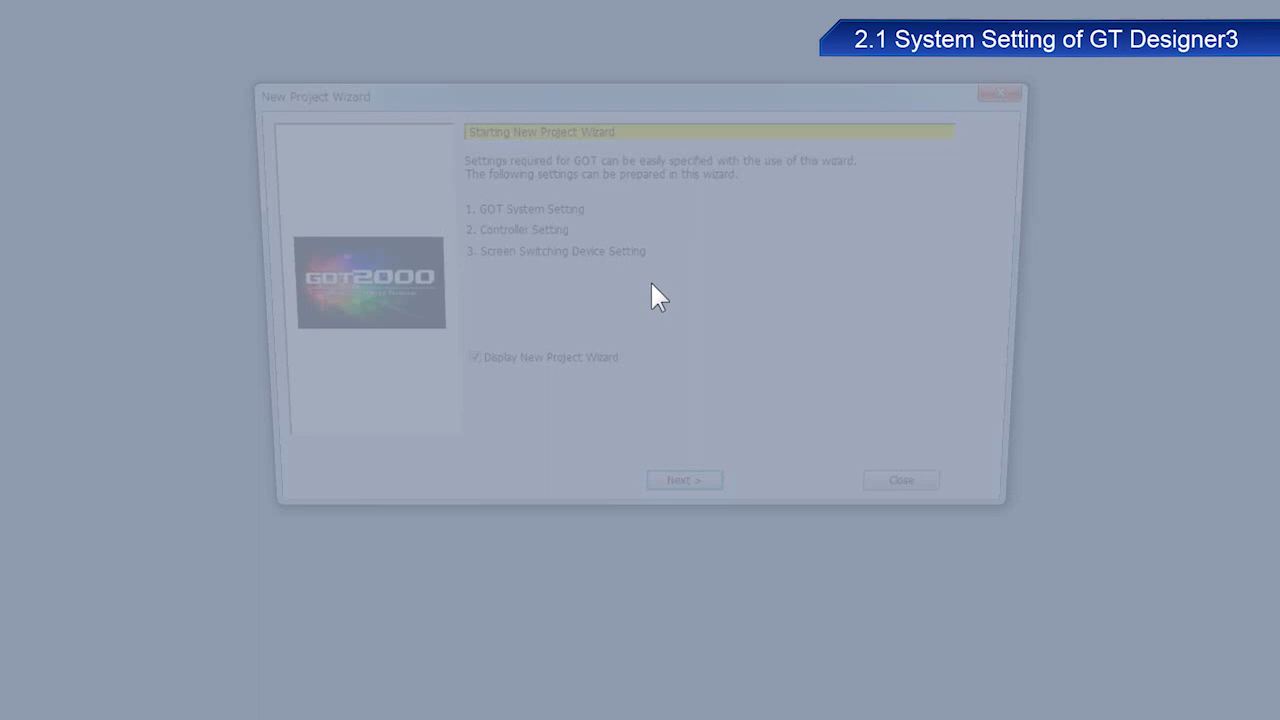 2.1 System Setting of GT Designer3
New Project Wizard
Starting New Project Wizard
Settings required for GOT can be easily specified with the use of this wizard.
The following settings can be prepared in this wizard.
1. GOT System Setting
2. Controller Setting
3. Screen Switching Device Setting
GOT2000
Display New Project Wizard
Next >
Close